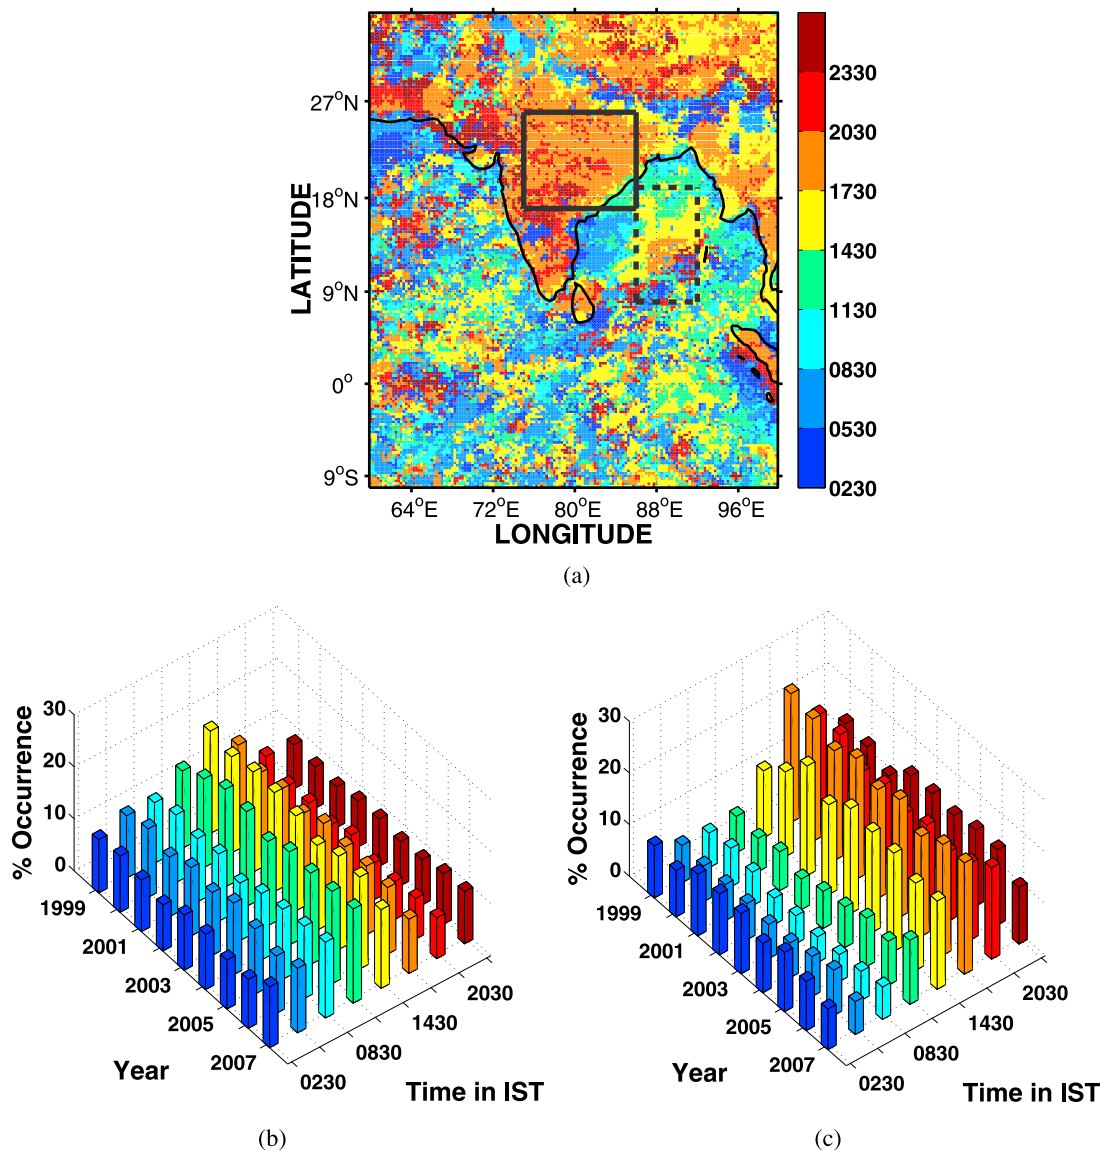 27°N
18°N
9°N
0°
9°S
LATITUDE
64°E 72°E 80°E 88°E 96°E
LONGITUDE
2330
2030
1730
1430
1130
0830
0530
0230
(a)
30
20
10
0
% Occurrence
1999
2001
2003
2005
2007
Year
0230
0830
1430
2030
Time in IST
(b)
30
20
10
0
% Occurrence
1999
2001
2003
2005
2007
Year
0230
0830
1430
2030
Time in IST
(c)